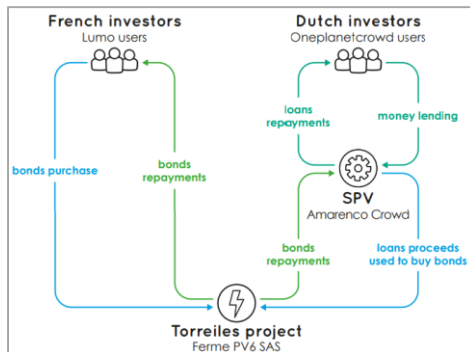 French investors
Lumo users
Dutch investors
Oneplanetcrowd users
loans
repayments
money lending
bonds purchase
bonds
repayments
SPV
Amarenco Crowd
bonds
repayments
loans proceeds
used to buy bonds
Torreiles project
Ferme PV6 SAS